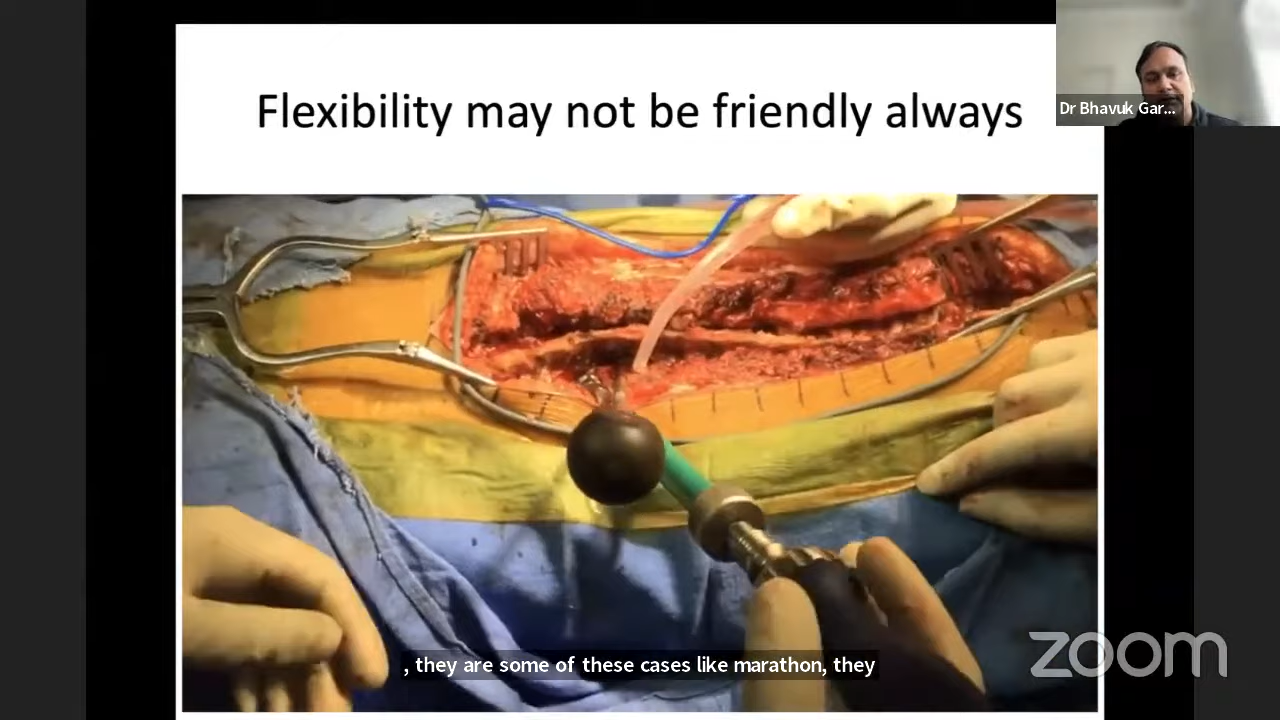 Flexibility may not be friendly always
Dr Bhavuk Gar...
, they are some of these cases like marathon, they
zoom